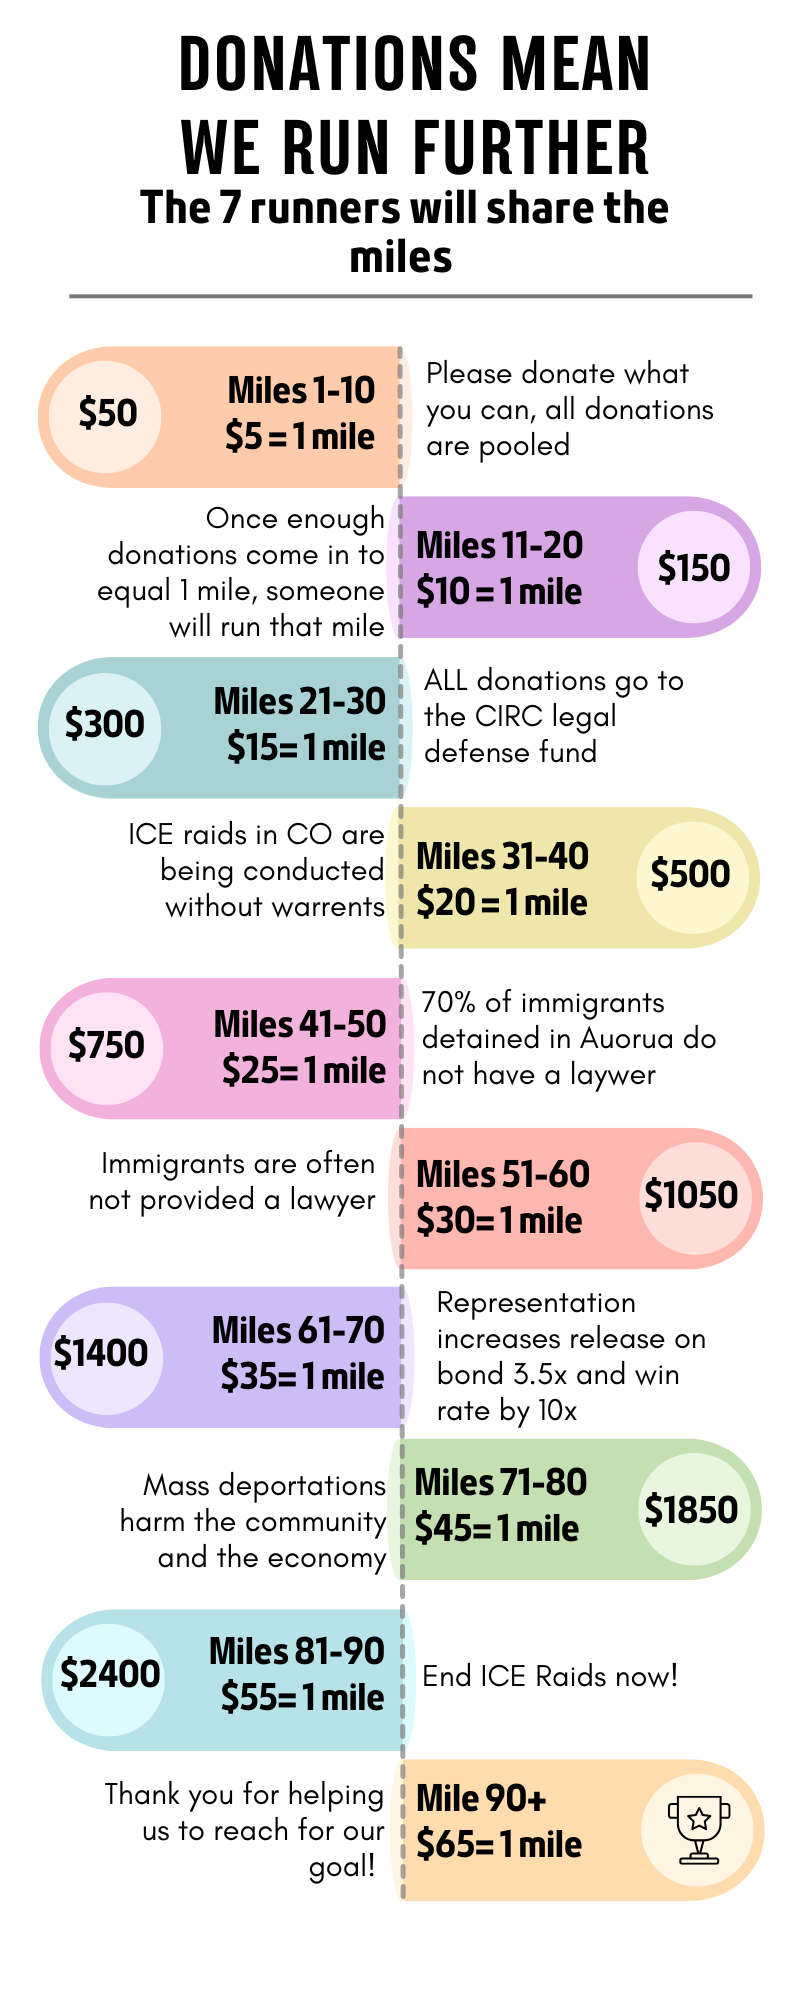 DONATIONS MEAN
WE RUN FURTHER
The 7 runners will share the
miles
$50
Miles 1-10
$5 = 1 mile
Please donate what
you can, all donations
are pooled
Once enough
donations come in to
equal 1 mile, someone
will run that mile
Miles 11-20
$10 = 1 mile
$150
$300
Miles 21-30
$15= 1 mile
ALL donations go to
the CIRC legal
defense fund
ICE raids in CO are
being conducted
without warrents
Miles 31-40
$20 = 1 mile
$500
$750
Miles 41-50
$25= 1 mile
70% of immigrants
detained in Auorua do
not have a laywer
Immigrants are often
not provided a lawyer
Miles 51-60
$30= 1 mile
$1050
$1400
Miles 61-70
$35= 1 mile
Representation
increases release on
bond 3.5x and win
rate by 10x
Mass deportations
harm the community
and the economy
Miles 71-80
$45= 1 mile
$1850
$2400
Miles 81-90
$55= 1 mile
End ICE Raids now!
Thank you for helping
us to reach for our
goal!
Mile 90+
$65= 1 mile